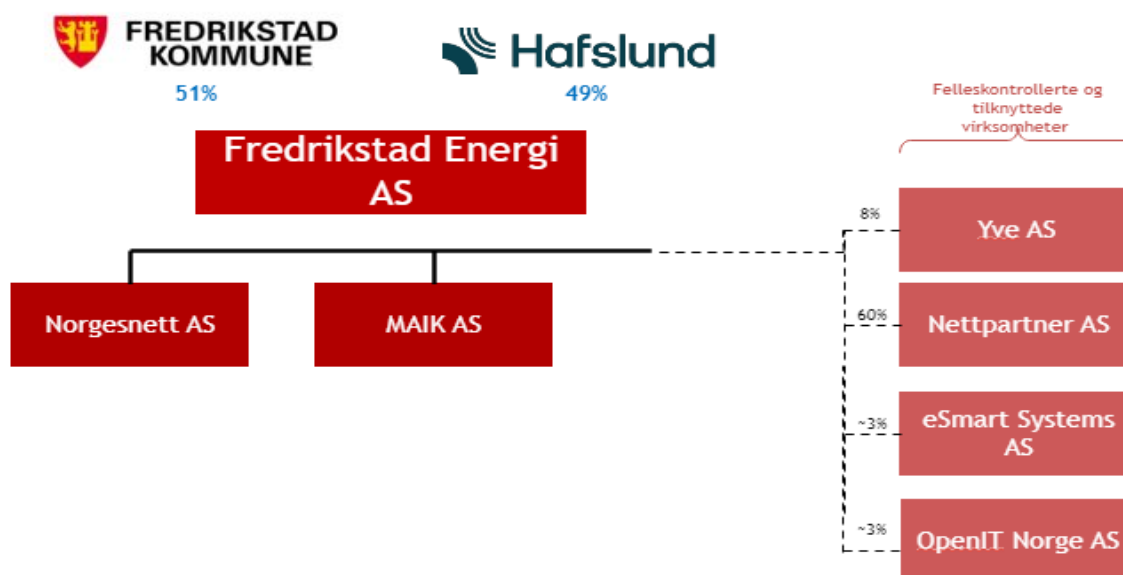 FREDRIKSTAD
KOMMUNE
Hafslund
51%
49%
Felleskontrollerte og
tilknyttede
virksomheter
Fredrikstad Energi
AS
8%
Yve AS
Norgesnett AS
MAIK AS
60%
Nettpartner AS
~3%
eSmart Systems
AS
~3%
OpenIT Norge AS